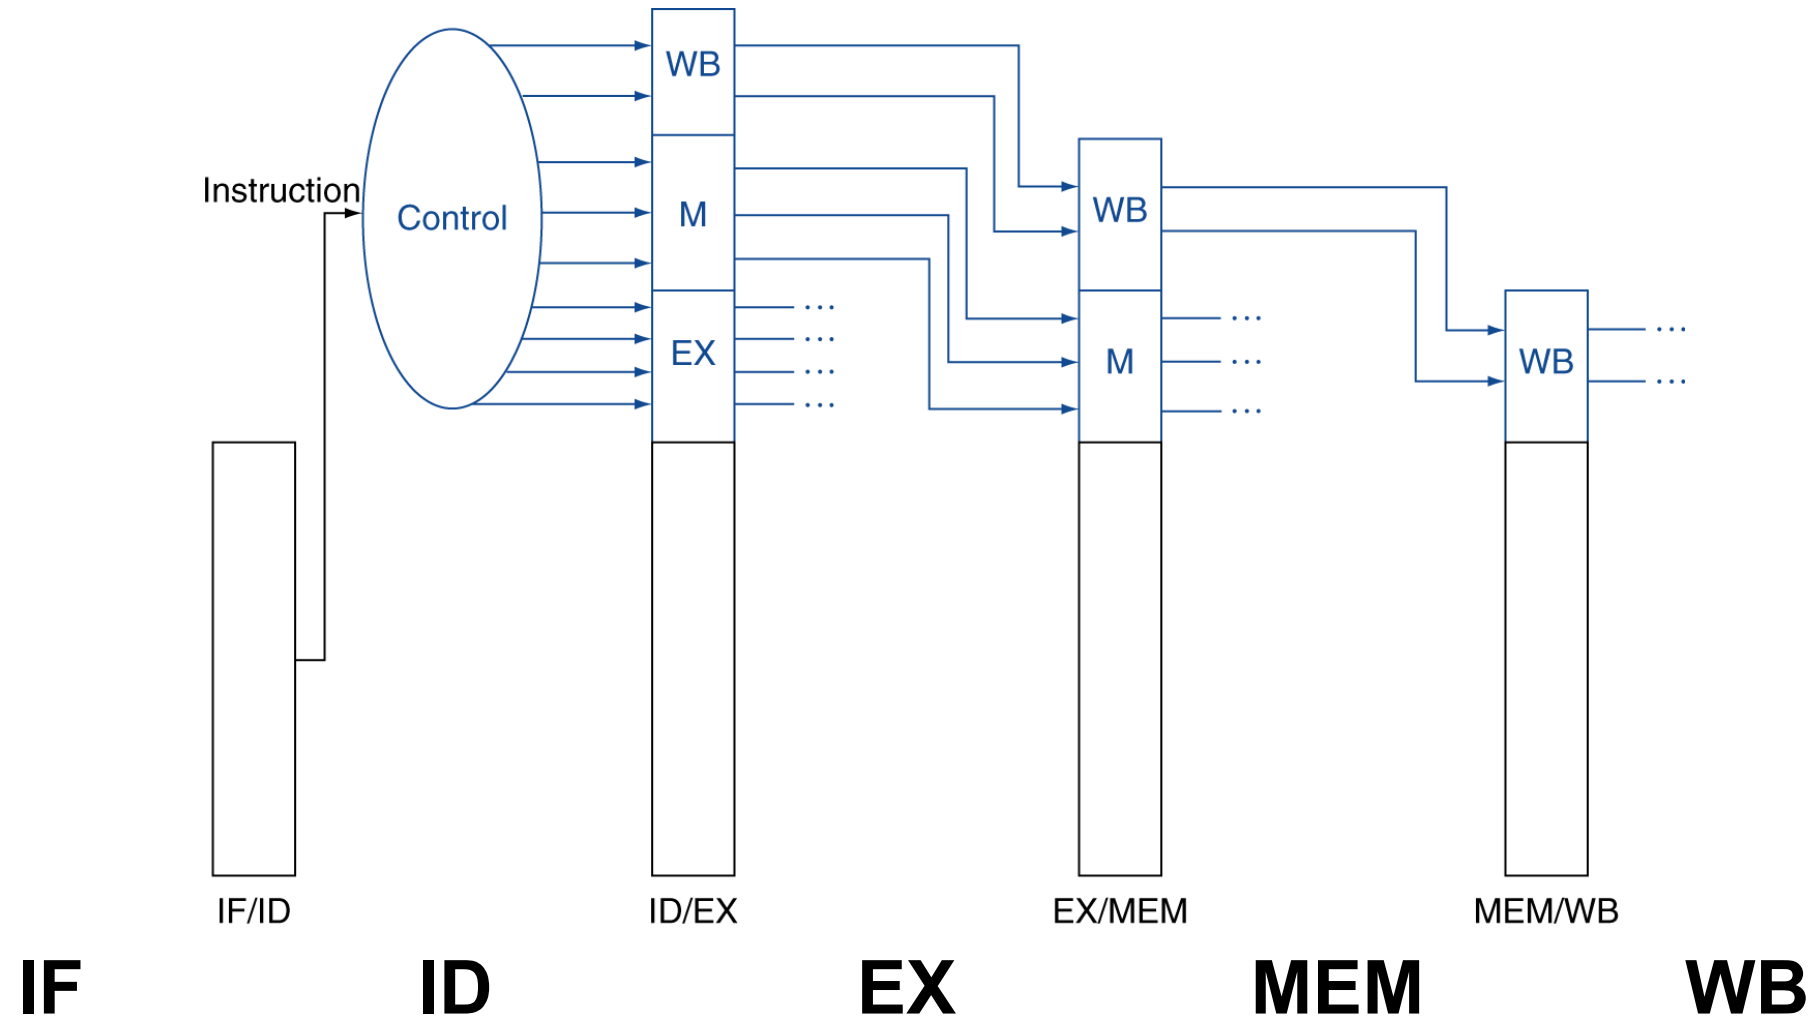 WB
Instruction
Control
M
WB
EX
M
WB
...
...
...
...
...
...
...
...
...
IF/ID
ID/EX
EX/MEM
MEM/WB
IF
ID
EX
MEM
WB